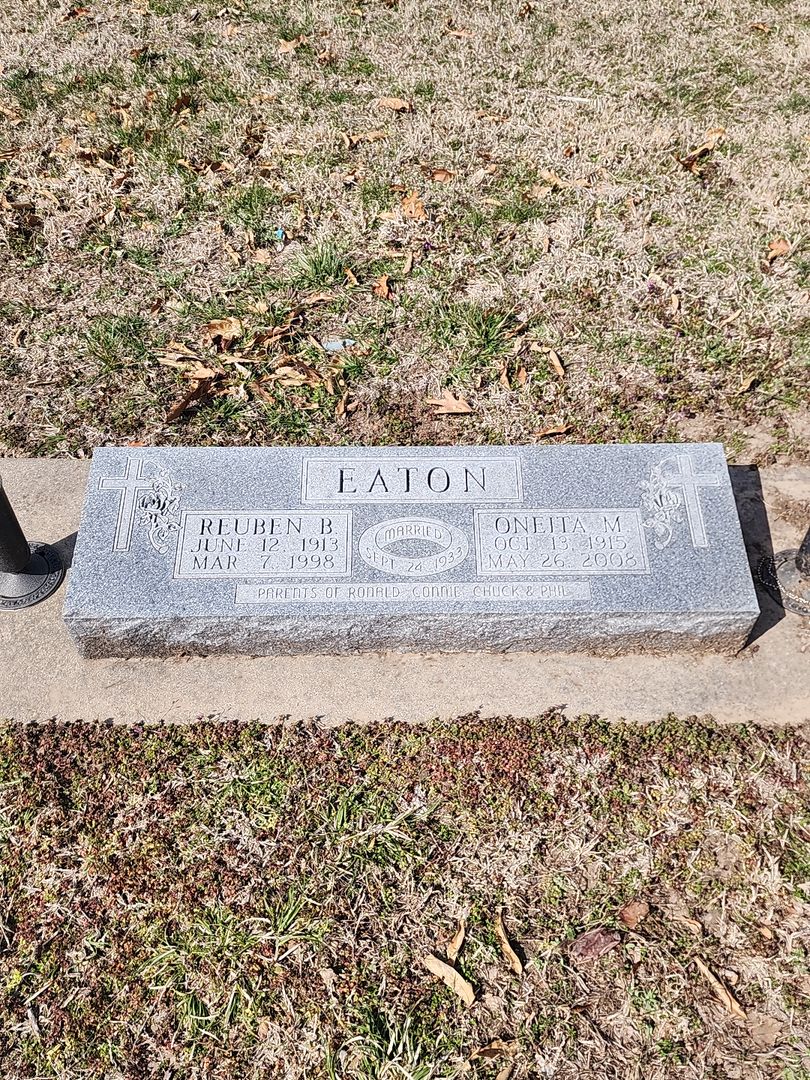 EATON
REUBEN B.
JUNE 12, 1913
MAR 7, 1998
MARRIED
SEPT. 24, 1933
ONEITA M.
OCT. 13, 1915
MAY 26, 2008
PARENTS OF RONALD, CONNIE, CHUCK & PHIL